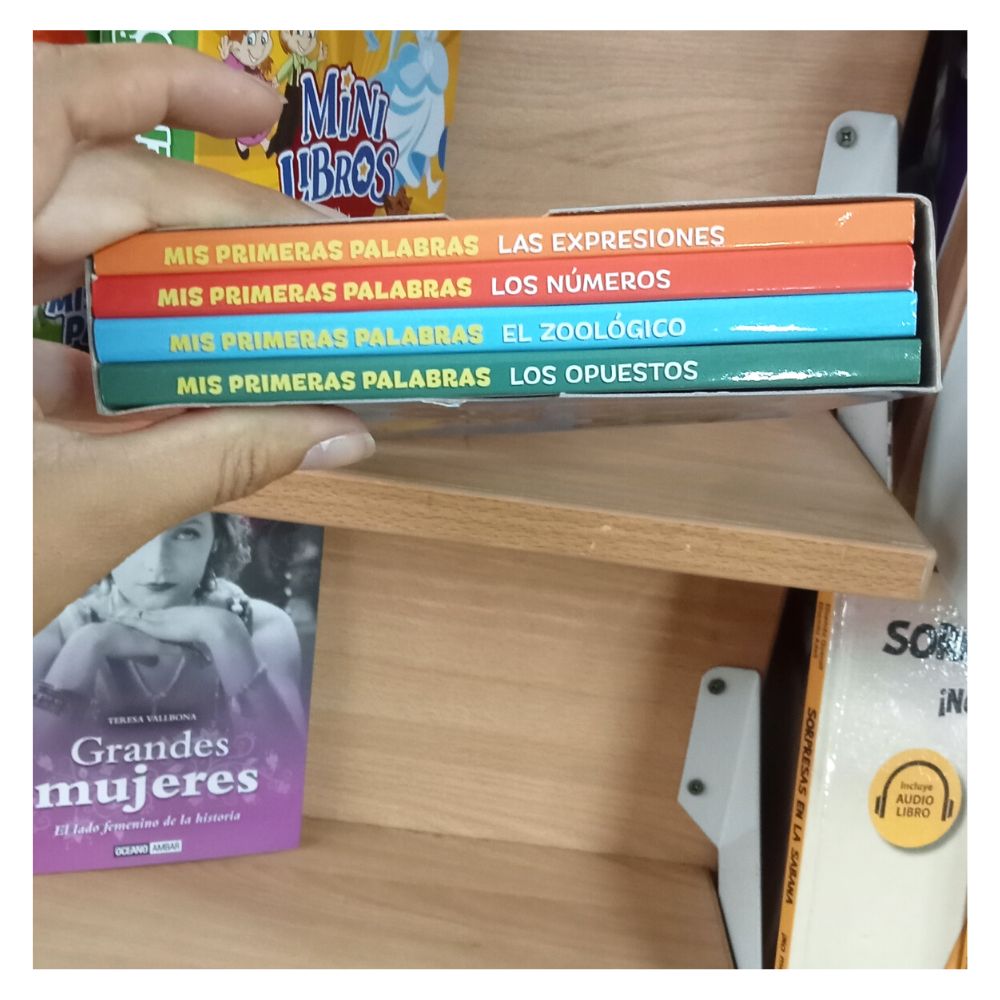 MINI
LIBROS
MIS PRIMERAS PALABRAS LAS EXPRESIONES
MIS PRIMERAS PALABRAS LOS NÚMEROS
MIS PRIMERAS PALABRAS EL ZOOLÓGICO
MIS PRIMERAS PALABRAS LOS OPUESTOS
TERESA VALLBONA
Grandes
mujeres
El lado femenino de la historia
OCEANO AMBAR
SORPRESAS EN LA SABANA
Incluye
AUDIO
LIBRO